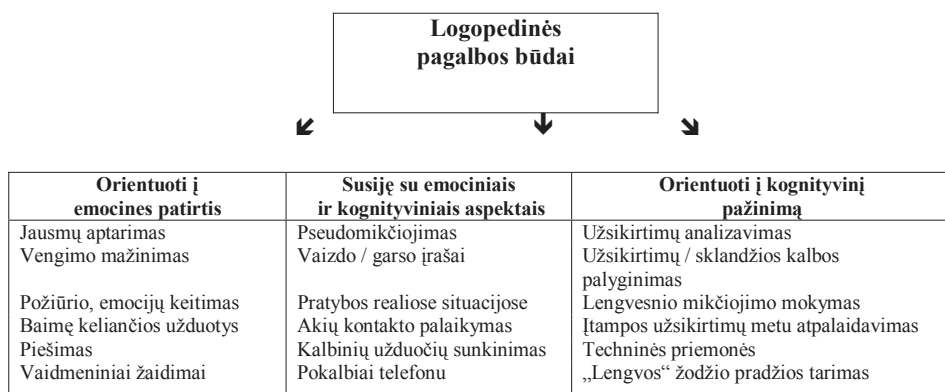 Logopedinės
pagalbos būdai
Orientuoti į
emocines patirtis
Susiję su emociniais
ir kognityviniais aspektais
Orientuoti į kognityvinį
pažinimą
Jausmų aptarimas
Vengimo mažinimas
Požiūrio, emocijų keitimas
Baimę keliančios užduotys
Piešimas
Vaidmeniniai žaidimai
Pseudomikčiojimas
Vaizdo / garso įrašai
Pratybos realiose situacijose
Akių kontakto palaikymas
Kalbinių užduočių sunkinimas
Pokalbiai telefonu
Užsikirtimų analizavimas
Užsikirtimų / sklandžios kalbos
palyginimas
Lengvesnio mikčiojimo mokymas
Įtampos užsikirtimų metu atpalaidavimas
Techninės priemonės
„Lengvos“ žodžio pradžios tarimas